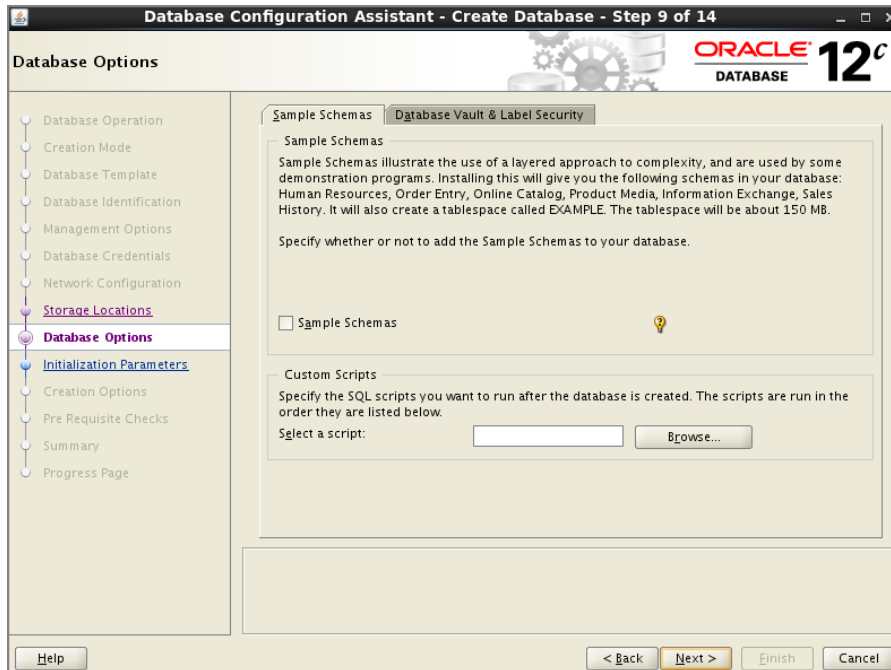 Database Configuration Assistant - Create Database - Step 9 of 14
Database Options
ORACLE
DATABASE
12c
Database Operation
Creation Mode
Database Template
Database Identification
Management Options
Database Credentials
Network Configuration
Storage Locations
Database Options
Initialization Parameters
Creation Options
Pre Requisite Checks
Summary
Progress Page
Sample Schemas
Database Vault & Label Security
Sample Schemas
Sample Schemas illustrate the use of a layered approach to complexity, and are used by some
demonstration programs. Installing this will give you the following schemas in your database:
Human Resources, Order Entry, Online Catalog, Product Media, Information Exchange, Sales
History. It will also create a tablespace called EXAMPLE. The tablespace will be about 150 MB.
Specify whether or not to add the Sample Schemas to your database.
Sample Schemas
Custom Scripts
Specify the SQL scripts you want to run after the database is created. The scripts are run in the
order they are listed below.
Select a script:
Browse...
Help
< Back
Next >
Finish
Cancel